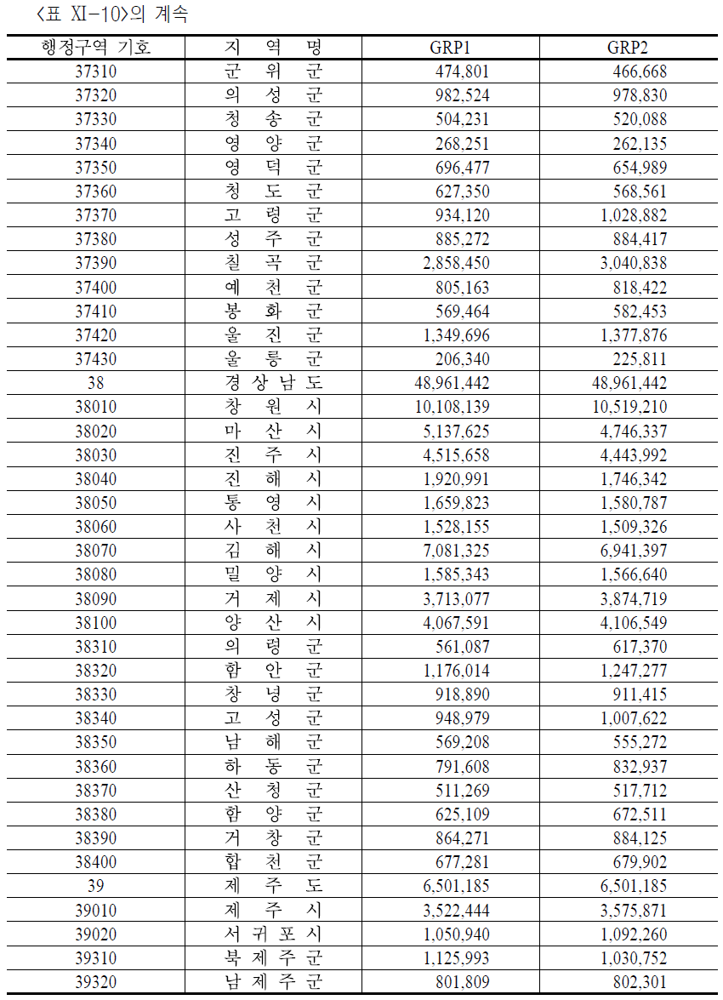 <표 XI-10>의 계속
행정구역 기호 지 역 명 GRP1 GRP2
37310 군 위 군 474,801 466,668
37320 의 성 군 982,524 978,830
37330 청 송 군 504,231 520,088
37340 영 양 군 268,251 262,135
37350 영 덕 군 696,477 654,989
37360 청 도 군 627,350 568,561
37370 고 령 군 934,120 1,028,882
37380 성 주 군 885,272 884,417
37390 칠 곡 군 2,858,450 3,040,838
37400 예 천 군 805,163 818,422
37410 봉 화 군 569,464 582,453
37420 울 진 군 1,349,696 1,377,876
37430 울 릉 군 206,340 225,811
38 경 상 남 도 48,961,442 48,961,442
38010 창 원 시 10,108,139 10,519,210
38020 마 산 시 5,137,625 4,746,337
38030 진 주 시 4,515,658 4,443,992
38040 진 해 시 1,920,991 1,746,342
38050 통 영 시 1,659,823 1,580,787
38060 사 천 시 1,528,155 1,509,326
38070 김 해 시 7,081,325 6,941,397
38080 밀 양 시 1,585,343 1,566,640
38090 거 제 시 3,713,077 3,874,719
38100 양 산 시 4,067,591 4,106,549
38310 의 령 군 561,087 617,370
38320 함 안 군 1,176,014 1,247,277
38330 창 녕 군 918,890 911,415
38340 고 성 군 948,979 1,007,622
38350 남 해 군 569,208 555,272
38360 하 동 군 791,608 832,937
38370 산 청 군 511,269 517,712
38380 함 양 군 625,109 672,511
38390 거 창 군 864,271 884,125
38400 합 천 군 677,281 679,902
39 제 주 도 6,501,185 6,501,185
39010 제 주 시 3,522,444 3,575,871
39020 서 귀 포 시 1,050,940 1,092,260
39310 북 제 주 군 1,125,993 1,030,752
39320 남 제 주 군 801,809 802,301